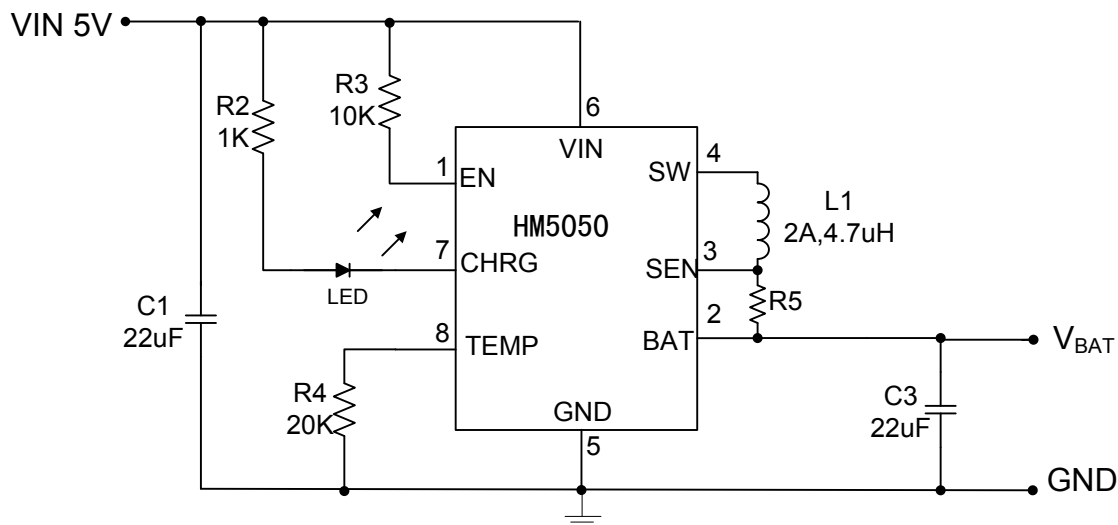 VIN 5V
R2
1K
R3
10K
6
VIN
1
EN
4
SW
L1
2A,4.7uH
HM5050
7
CHRG
LED
3
SEN
R5
C1
22uF
8
TEMP
2
BAT
V_BAT
R4
20K
GND
5
C3
22uF
GND